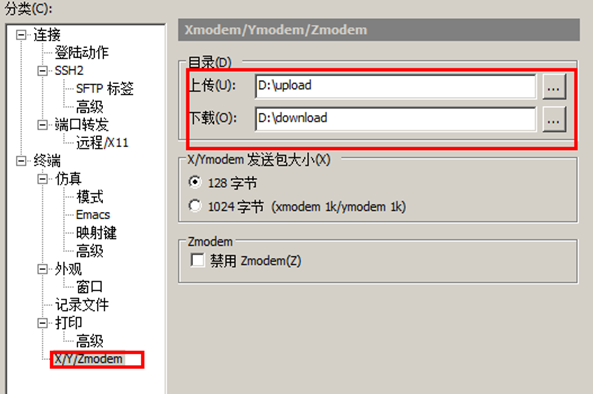 分类(C):
连接
登陆动作
SSH2
SFTP 标签
高级
端口转发
远程/X11
终端
仿真
模式
Emacs
映射键
高级
外观
窗口
记录文件
打印
高级
X/Y/Zmodem
Xmodem/Ymodem/Zmodem
目录(D)
上传(U): D:\upload ...
下载(O): D:\download ...
X/Ymodem 发送包大小(X)
128 字节
1024 字节 (xmodem 1k/ymodem 1k)
Zmodem
禁用 Zmodem(Z)